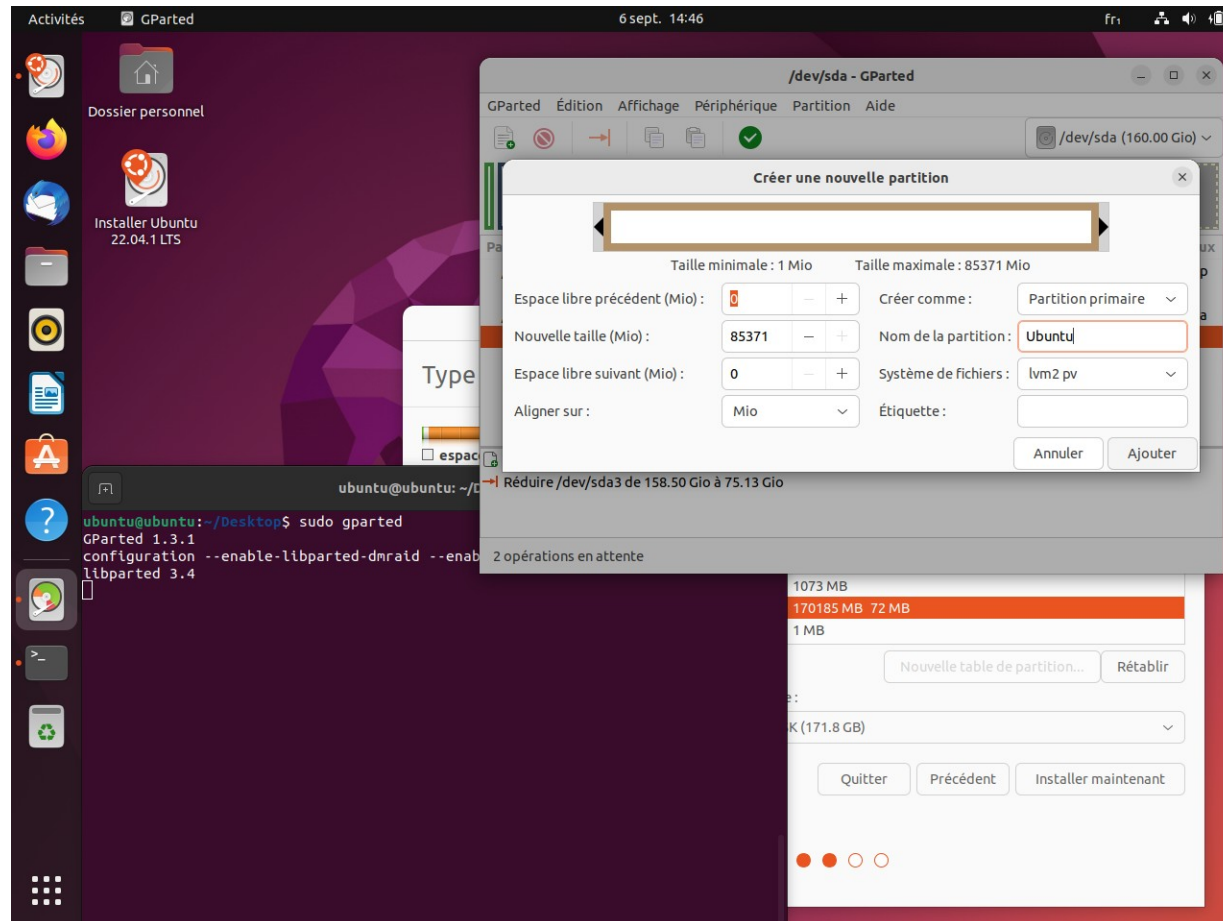 Activités GParted 6 sept. 14:46 fr₁
Dossier personnel
Installer Ubuntu
22.04.1 LTS
/dev/sda - GParted
GParted Édition Affichage Périphérique Partition Aide
/dev/sda (160.00 Gio)
Créer une nouvelle partition
Taille minimale : 1 Mio Taille maximale : 85371 Mio
Espace libre précédent (Mio) : 0 − + Créer comme : Partition primaire
Nouvelle taille (Mio) : 85371 − + Nom de la partition : Ubuntu
Espace libre suivant (Mio) : 0 − + Système de fichiers : lvm2 pv
Aligner sur : Mio Étiquette :
Annuler Ajouter
Réduire /dev/sda3 de 158.50 Gio à 75.13 Gio
2 opérations en attente
Type
espac
ubuntu@ubuntu: ~/D
ubuntu@ubuntu:~/Desktop$ sudo gparted
GParted 1.3.1
configuration --enable-libparted-dmraid --enab
libparted 3.4
1073 MB
170185 MB 72 MB
1 MB
Nouvelle table de partition... Rétablir
e :
K (171.8 GB)
Quitter Précédent Installer maintenant